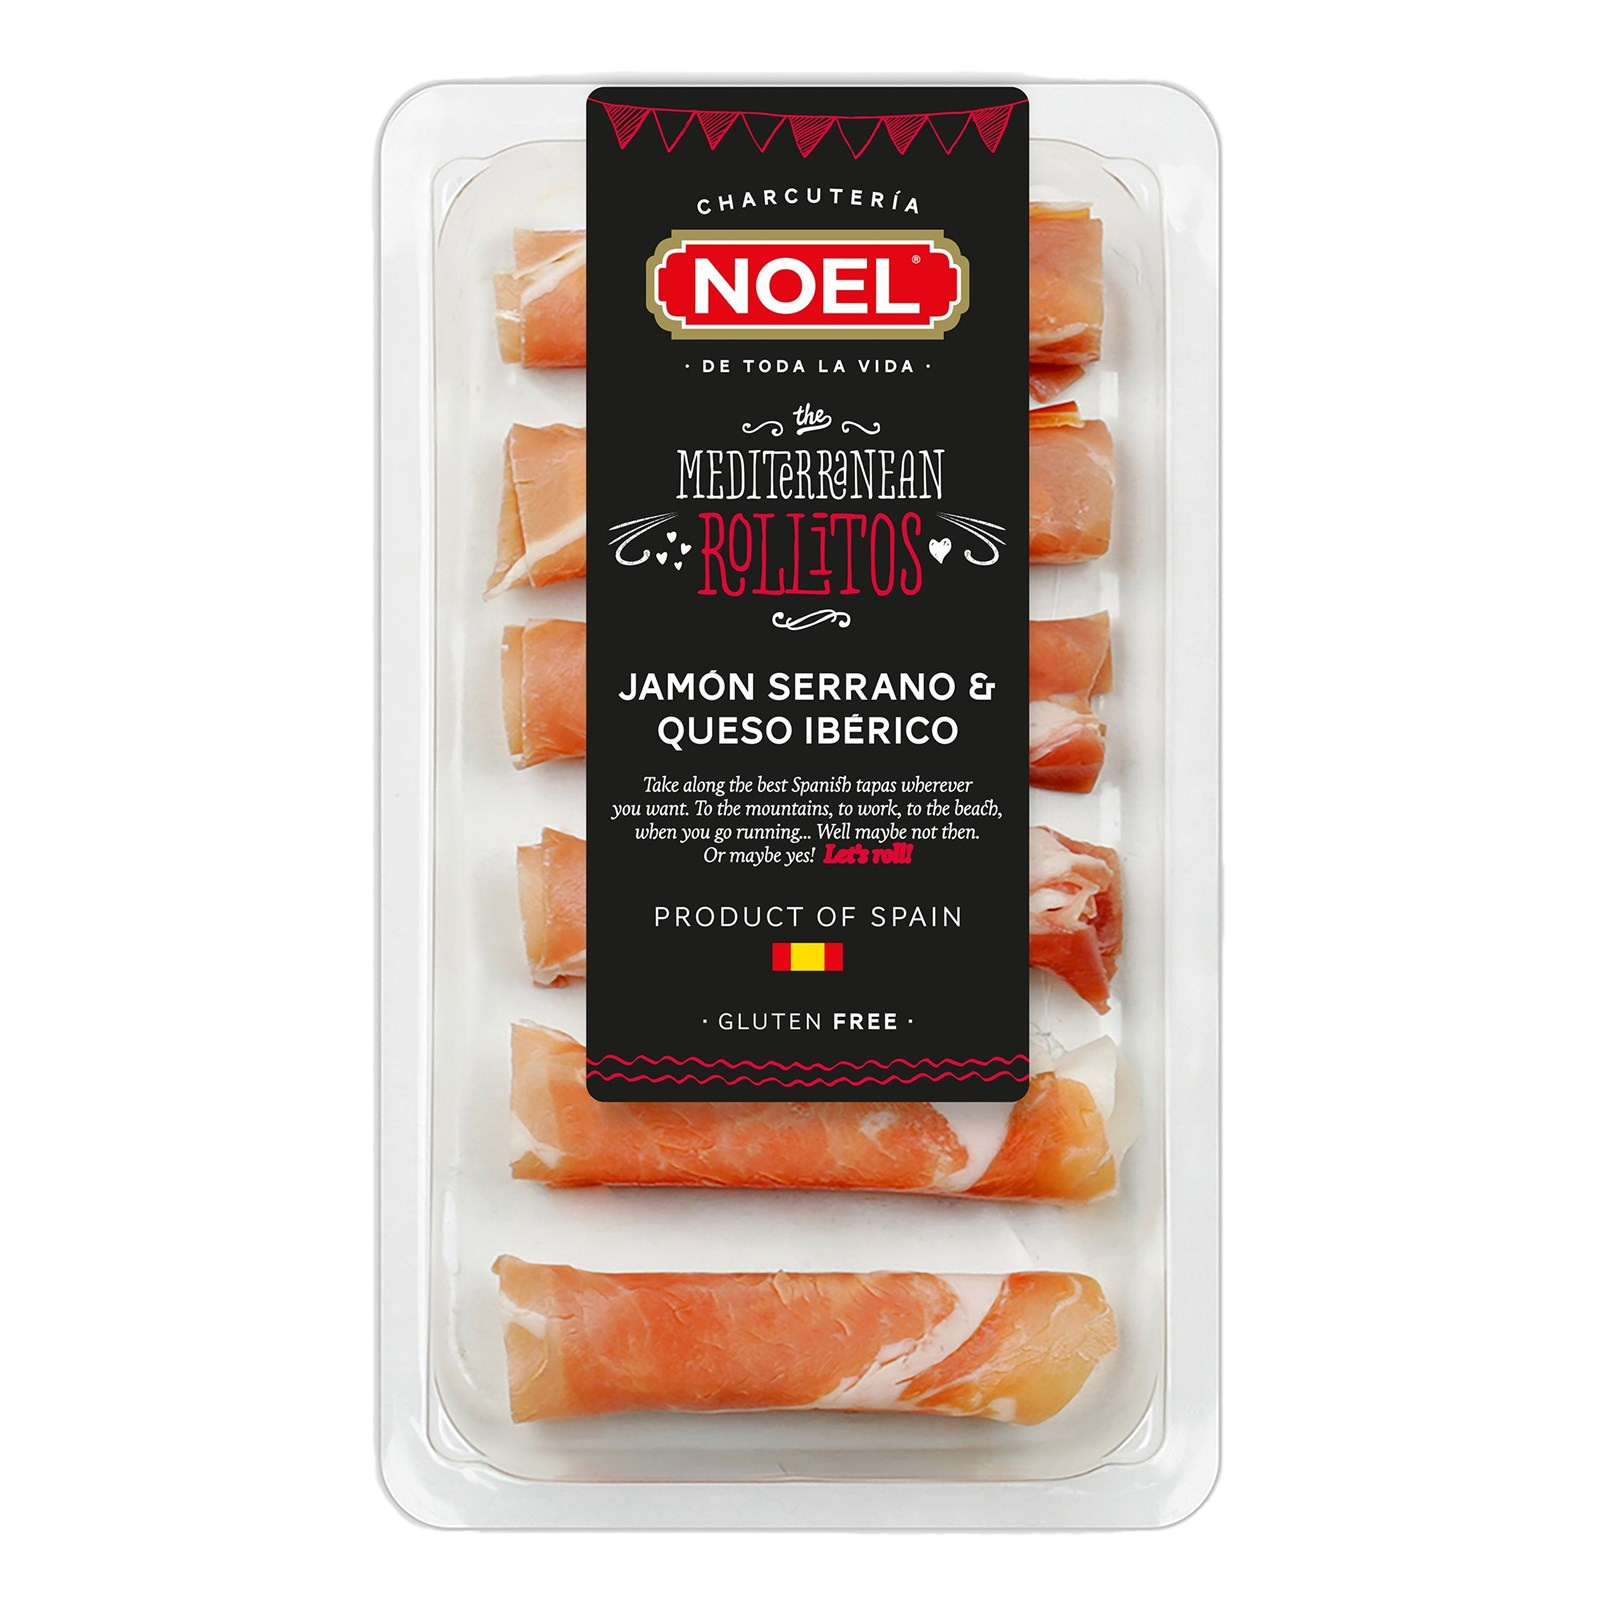 CHARCUTERÍA
NOEL®
· DE TODA LA VIDA ·
the
MEDITERRANEAN
ROLLITOS
JAMÓN SERRANO &
QUESO IBÉRICO
Take along the best Spanish tapas wherever
you want. To the mountains, to work, to the beach,
when you go running... Well maybe not then.
Or maybe yes! Let's roll!
PRODUCT OF SPAIN
· GLUTEN FREE ·